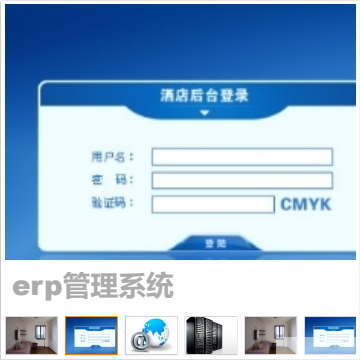 酒店后台登录
用户名：
密 码：
验证码： CMYK
登陆
erp管理系统